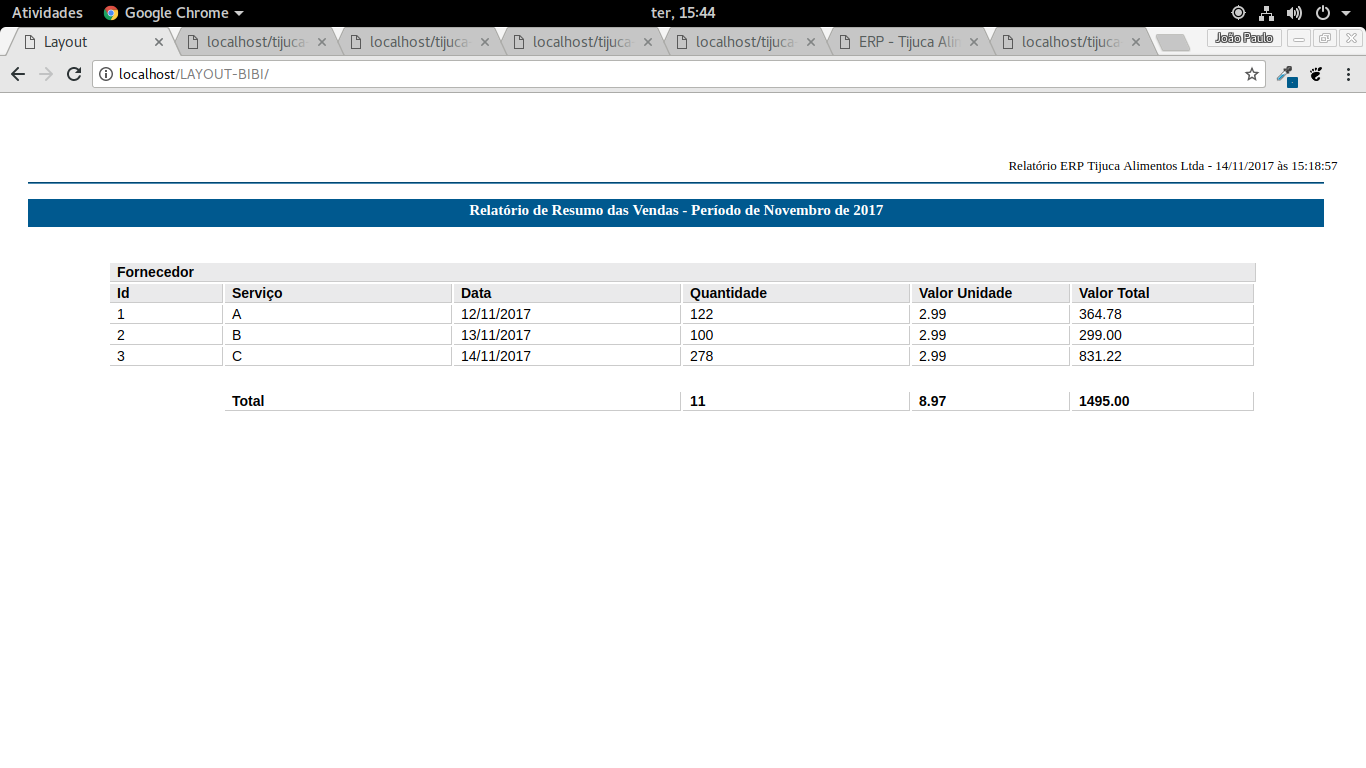 Atividades Google Chrome ter, 15:44
Layout localhost/tijuca- localhost/tijuca localhost/tijuca- localhost/tijuca ERP - Tijuca Alin localhost/tijuca João Paulo
localhost/LAYOUT-BIBI/
Relatório ERP Tijuca Alimentos Ltda - 14/11/2017 às 15:18:57
Relatório de Resumo das Vendas - Período de Novembro de 2017
Fornecedor
Id Serviço Data Quantidade Valor Unidade Valor Total
1 A 12/11/2017 122 2.99 364.78
2 B 13/11/2017 100 2.99 299.00
3 C 14/11/2017 278 2.99 831.22
Total 11 8.97 1495.00